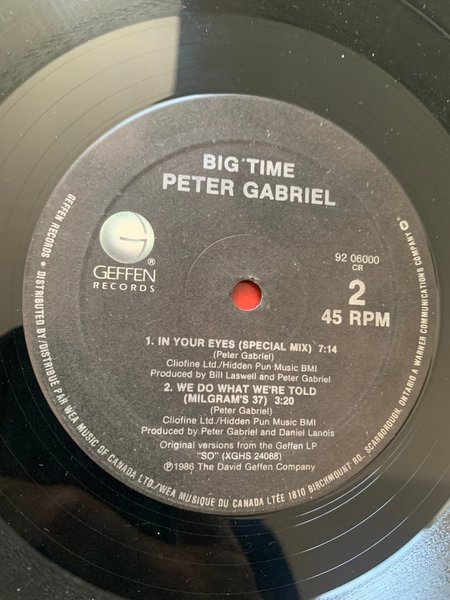 BIG TIME
PETER GABRIEL
G
®
GEFFEN
RECORDS
92 06000
CR
2
45 RPM
1. IN YOUR EYES (SPECIAL MIX) 7:14
(Peter Gabriel)
Cliofine Ltd./Hidden Pun Music BMI
Produced by Bill Laswell and Peter Gabriel
2. WE DO WHAT WE'RE TOLD
(MILGRAM'S 37) 3:20
(Peter Gabriel)
Cliofine Ltd./Hidden Pun Music BMI
Produced by Peter Gabriel and Daniel Lanois
Original versions from the Geffen LP
"SO" (XGHS 24088)
℗1986 The David Geffen Company
GEFFEN RECORDS • DISTRIBUTED BY/DISTRIBUÉ PAR WEA MUSIC OF CANADA LTD./WEA MUSIQUE DU CANADA LTÉE 1810 BIRCHMOUNT RD., SCARBOROUGH, ONTARIO A WARNER COMMUNICATIONS COMPANY